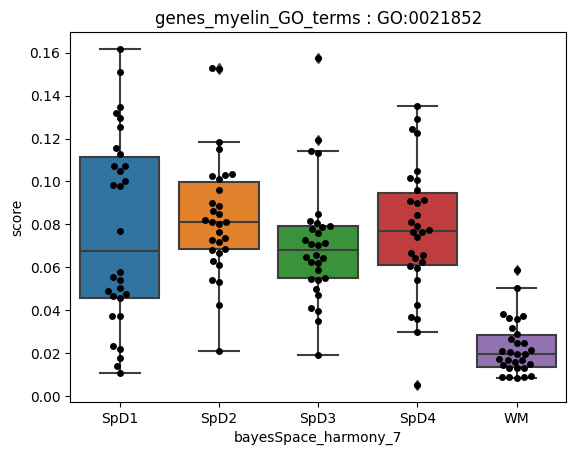 genes_myelin_GO_terms : GO:0021852
0.16
0.14
0.12
0.10
0.08
0.06
0.04
0.02
0.00
score
SpD1 SpD2 SpD3 SpD4 WM
bayesSpace_harmony_7